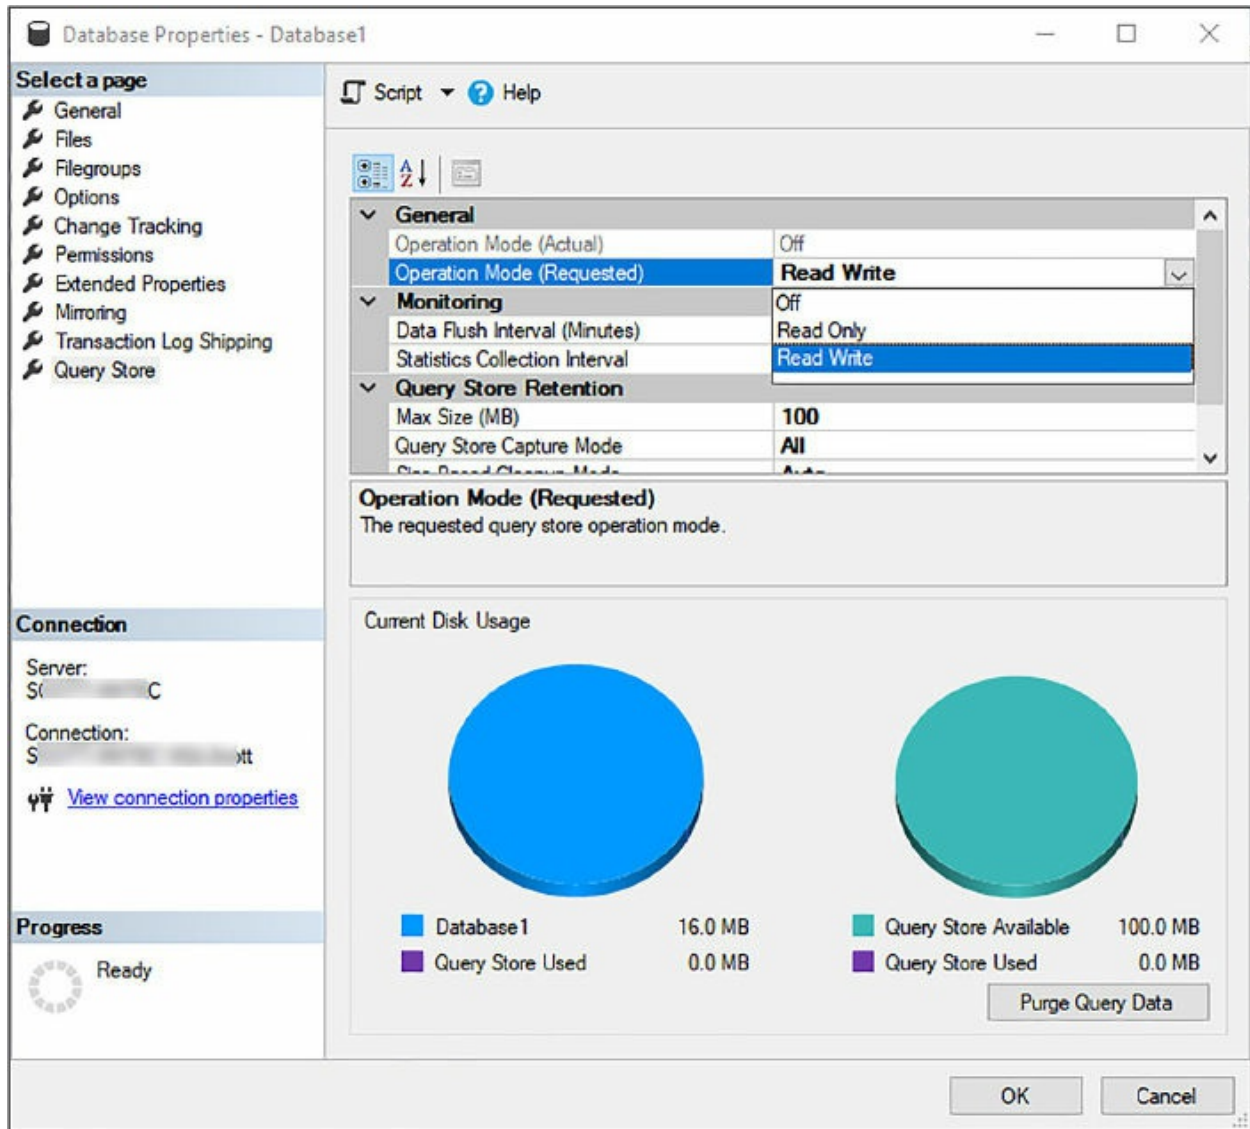 Database Properties - Database1
Select a page
General
Files
Filegroups
Options
Change Tracking
Permissions
Extended Properties
Mirroring
Transaction Log Shipping
Query Store
Connection
Server:
Connection:
View connection properties
Progress
Ready
Script Help
General
Operation Mode (Actual) Off
Operation Mode (Requested) Read Write
Off
Read Only
Read Write
Monitoring
Data Flush Interval (Minutes)
Statistics Collection Interval
Query Store Retention
Max Size (MB) 100
Query Store Capture Mode All
Size Based Cleanup Mode Auto
Operation Mode (Requested)
The requested query store operation mode.
Current Disk Usage
Database1 16.0 MB
Query Store Used 0.0 MB
Query Store Available 100.0 MB
Query Store Used 0.0 MB
Purge Query Data
OK Cancel